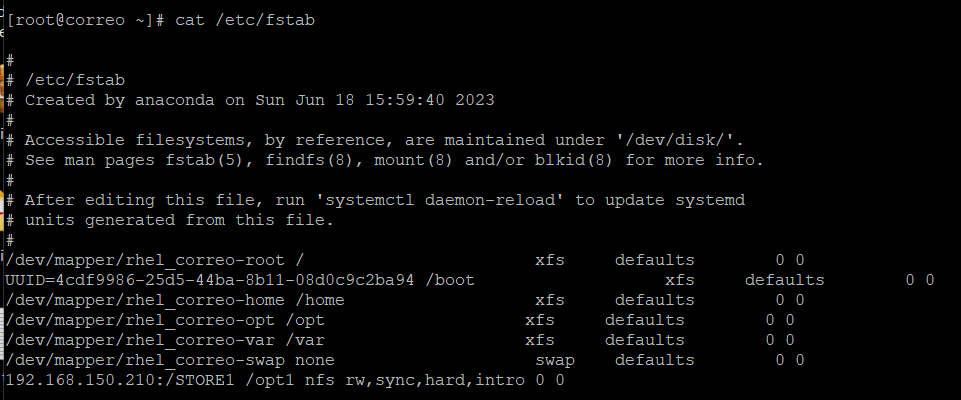 [root@correo ~]# cat /etc/fstab
#
# /etc/fstab
# Created by anaconda on Sun Jun 18 15:59:40 2023
#
# Accessible filesystems, by reference, are maintained under '/dev/disk/'.
# See man pages fstab(5), findfs(8), mount(8) and/or blkid(8) for more info.
#
# After editing this file, run 'systemctl daemon-reload' to update systemd
# units generated from this file.
#
/dev/mapper/rhel_correo-root /                       xfs     defaults        0 0
UUID=4cdf9986-25d5-44ba-8b11-08d0c9c2ba94 /boot                   xfs     defaults        0 0
/dev/mapper/rhel_correo-home /home                   xfs     defaults        0 0
/dev/mapper/rhel_correo-opt /opt                    xfs     defaults        0 0
/dev/mapper/rhel_correo-var /var                    xfs     defaults        0 0
/dev/mapper/rhel_correo-swap none                    swap    defaults        0 0
192.168.150.210:/STORE1 /opt1 nfs rw,sync,hard,intro 0 0